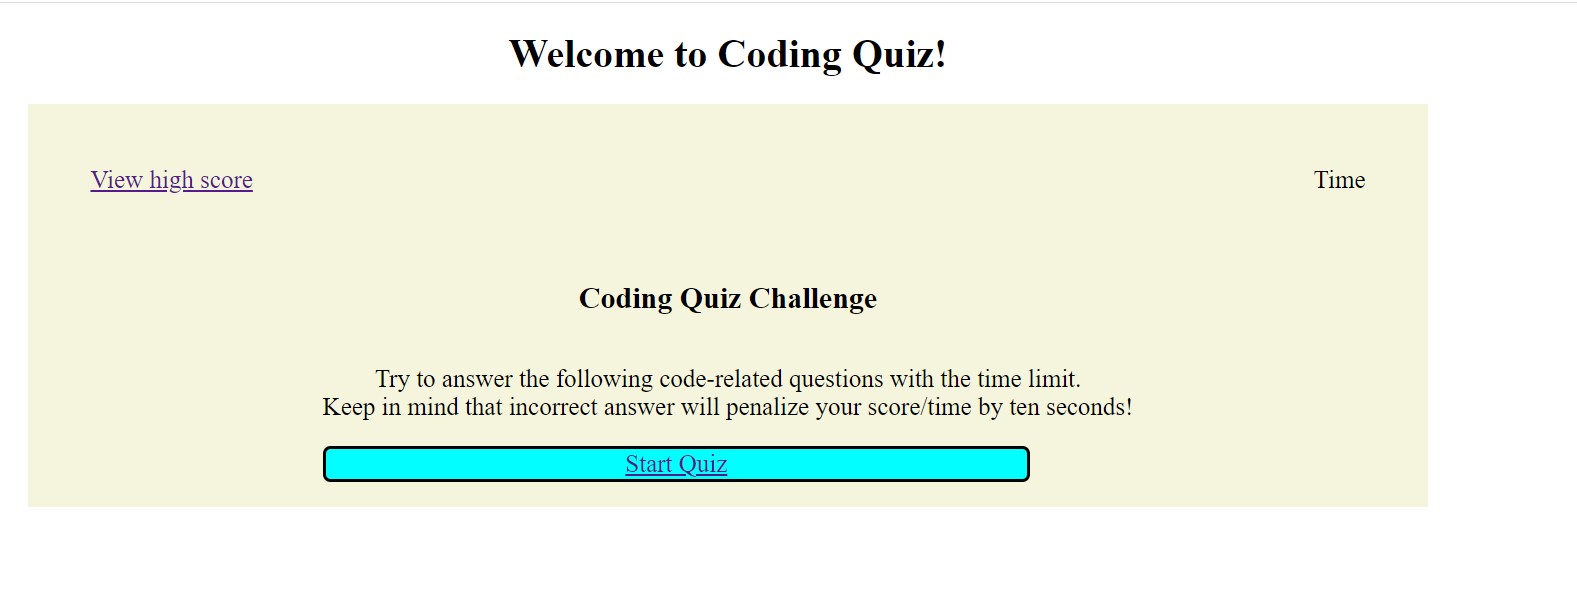 Welcome to Coding Quiz!
View high score
Time
Coding Quiz Challenge
Try to answer the following code-related questions with the time limit.
Keep in mind that incorrect answer will penalize your score/time by ten seconds!
Start Quiz